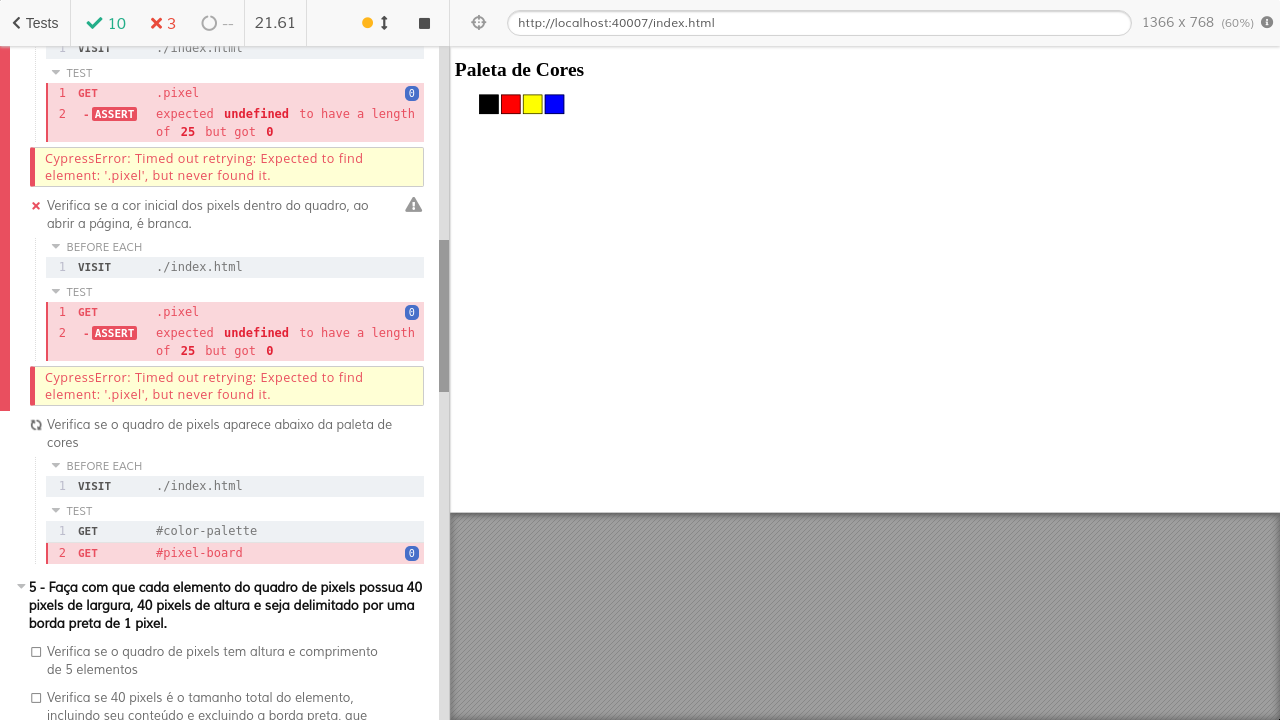 Tests 10 3 -- 21.61 http://localhost:40007/index.html 1366 x 768 (60%)
1 VISIT ./index.html
TEST
1 GET .pixel 0
2 -ASSERT expected undefined to have a length
of 25 but got 0
CypressError: Timed out retrying: Expected to find
element: '.pixel', but never found it.
Verifica se a cor inicial dos pixels dentro do quadro, ao
abrir a página, é branca.
BEFORE EACH
1 VISIT ./index.html
TEST
1 GET .pixel 0
2 -ASSERT expected undefined to have a length
of 25 but got 0
CypressError: Timed out retrying: Expected to find
element: '.pixel', but never found it.
Verifica se o quadro de pixels aparece abaixo da paleta de
cores
BEFORE EACH
1 VISIT ./index.html
TEST
1 GET #color-palette
2 GET #pixel-board 0
5 - Faça com que cada elemento do quadro de pixels possua 40
pixels de largura, 40 pixels de altura e seja delimitado por uma
borda preta de 1 pixel.
Verifica se o quadro de pixels tem altura e comprimento
de 5 elementos
Verifica se 40 pixels é o tamanho total do elemento,
incluindo seu conteúdo e excluindo a borda preta, que
Paleta de Cores